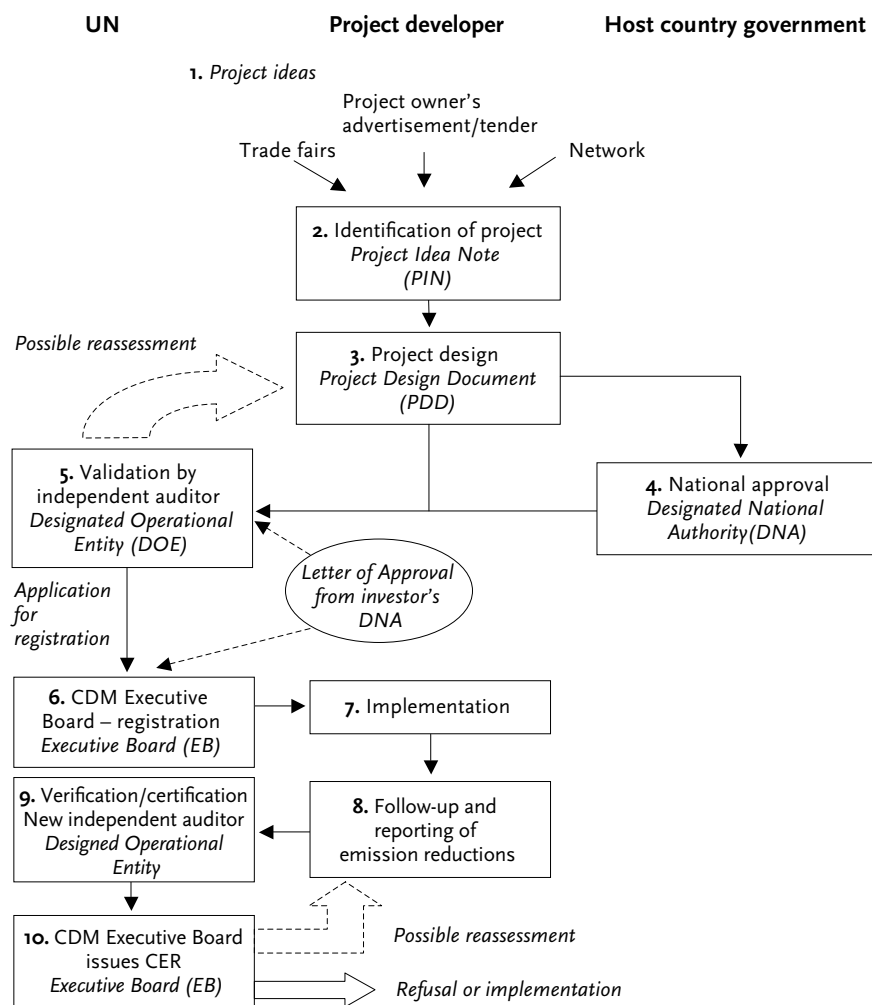 UN
Project developer
Host country government
1. Project ideas
Project owner's
advertisement/tender
Trade fairs
Network
2. Identification of project
Project Idea Note
(PIN)
Possible reassessment
3. Project design
Project Design Document
(PDD)
5. Validation by
independent auditor
Designated Operational
Entity (DOE)
4. National approval
Designated National
Authority(DNA)
Letter of Approval
from investor's
DNA
Application
for
registration
6. CDM Executive
Board – registration
Executive Board (EB)
7. Implementation
9. Verification/certification
New independent auditor
Designed Operational
Entity
8. Follow-up and
reporting of
emission reductions
10. CDM Executive Board
issues CER
Executive Board (EB)
Possible reassessment
Refusal or implementation